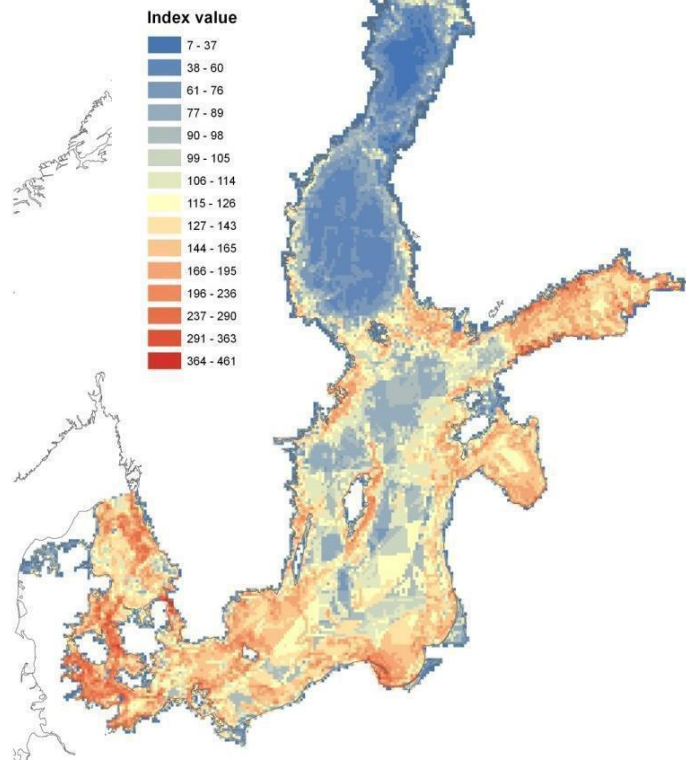 Index value
7 - 37
38 - 60
61 - 76
77 - 89
90 - 98
99 - 105
106 - 114
115 - 126
127 - 143
144 - 165
166 - 195
196 - 236
237 - 290
291 - 363
364 - 461